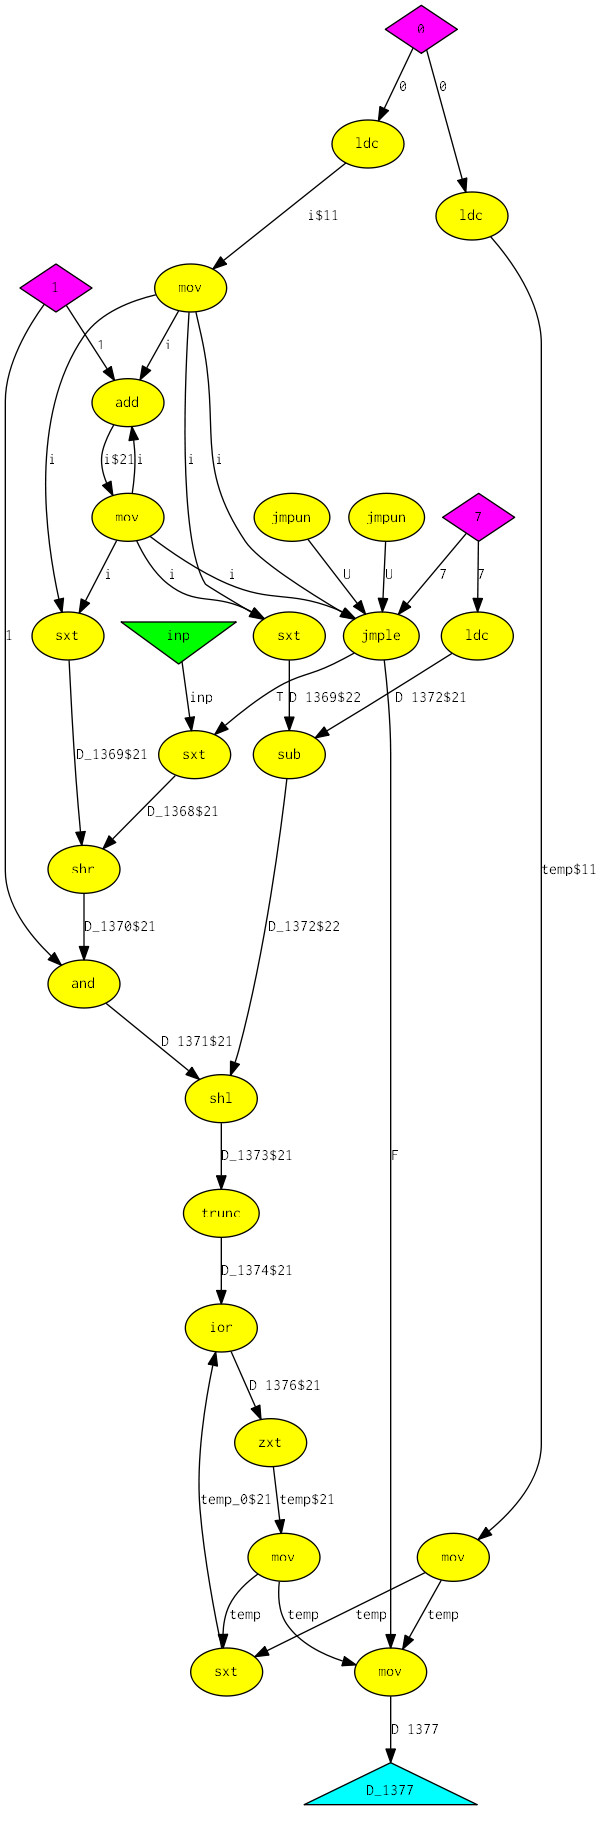 0
0 0
ldc
ldc
i$11
1 mov
1 i
add
i i$21 i i i
mov jmpun jmpun 7
i i i U U 7 7
sxt inp sxt jmple ldc
1
inp T D 1369$22 D 1372$21
D_1369$21 sxt sub
D_1368$21
shr temp$11
D_1370$21 D_1372$22
and
D 1371$21
shl
D_1373$21 F
trunc
D_1374$21
ior
D 1376$21
zxt
temp_0$21 temp$21
mov mov
temp temp temp temp
sxt mov
D 1377
D_1377